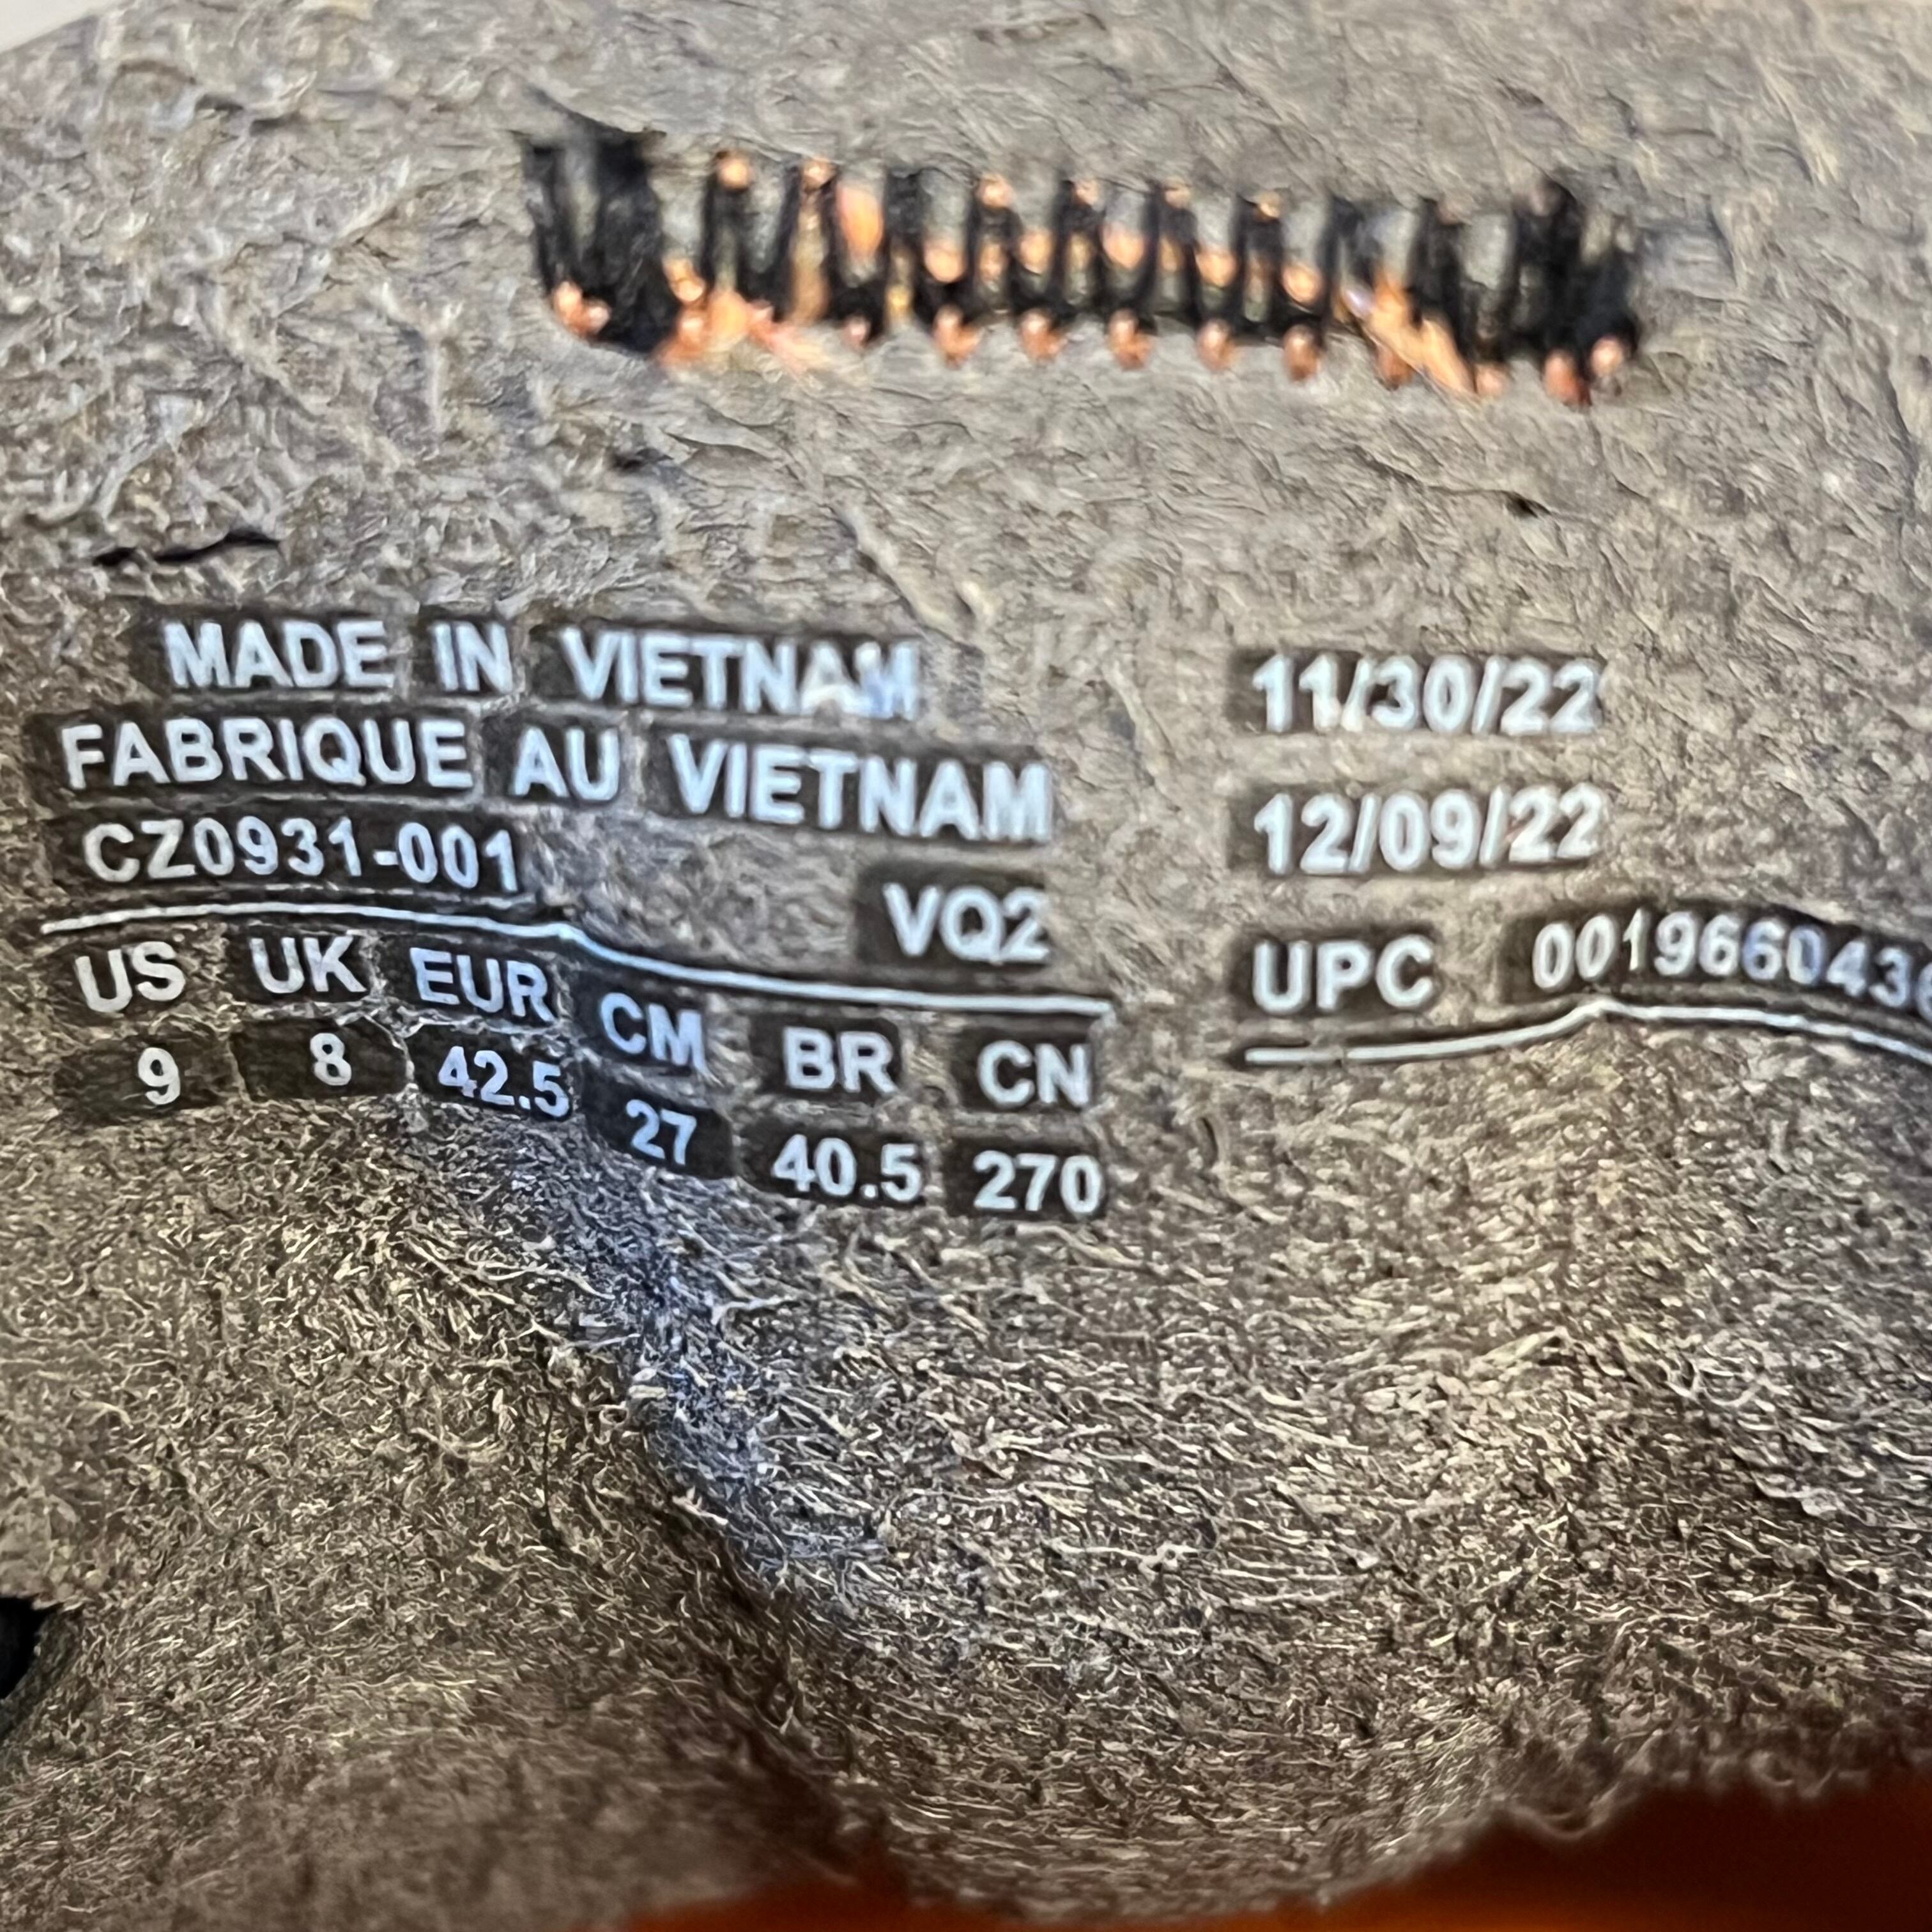 MADE IN VIETNAM
FABRIQUE AU VIETNAM
CZ0931-001
VQ2
US UK EUR CM BR CN
9 8 42.5 27 40.5 270
11/30/22
12/09/22
UPC 0019660436